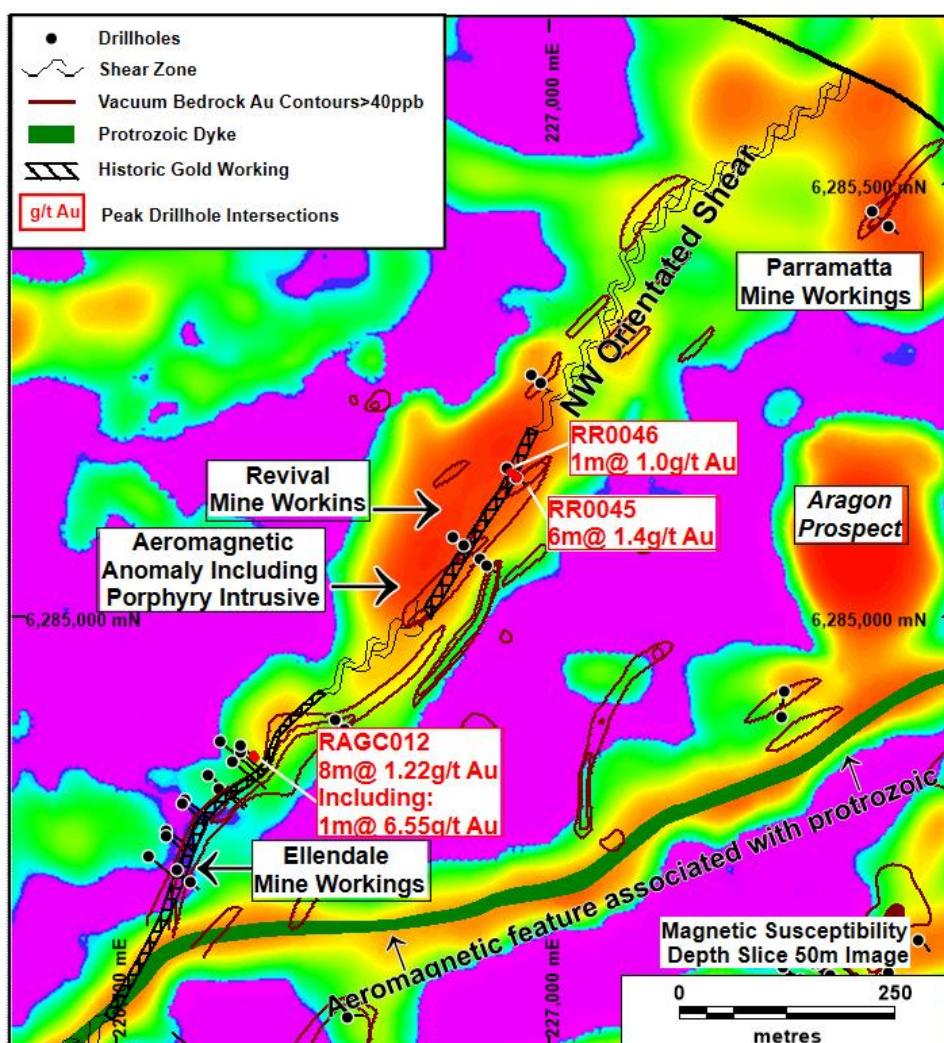 Drillholes
Shear Zone
Vacuum Bedrock Au Contours>40ppb
Protrozoic Dyke
Historic Gold Working
g/t Au Peak Drillhole Intersections
227,000 mE
6,285,500 mN
NW Orientated Shear
Parramatta
Mine Workings
RR0046
1m@ 1.0g/t Au
Revival
Mine Workins
RR0045
6m@ 1.4g/t Au
Aragon
Prospect
Aeromagnetic
Anomaly Including
Porphyry Intrusive
6,285,000 mN
6,285,000 mN
RAGC012
8m@ 1.22g/t Au
Including:
1m@ 6.55g/t Au
Ellendale
Mine Workings
Aeromagnetic feature associated with protrozoic
Magnetic Susceptibility
Depth Slice 50m Image
227,000 mE
0 250
metres